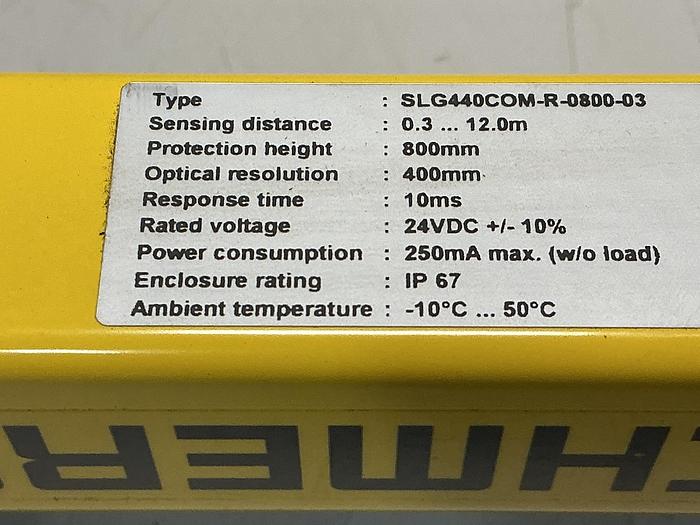 Type : SLG440COM-R-0800-03
Sensing distance : 0.3 ... 12.0m
Protection height : 800mm
Optical resolution : 400mm
Response time : 10ms
Rated voltage : 24VDC +/- 10%
Power consumption : 250mA max. (w/o load)
Enclosure rating : IP 67
Ambient temperature : -10°C ... 50°C
CHMERS